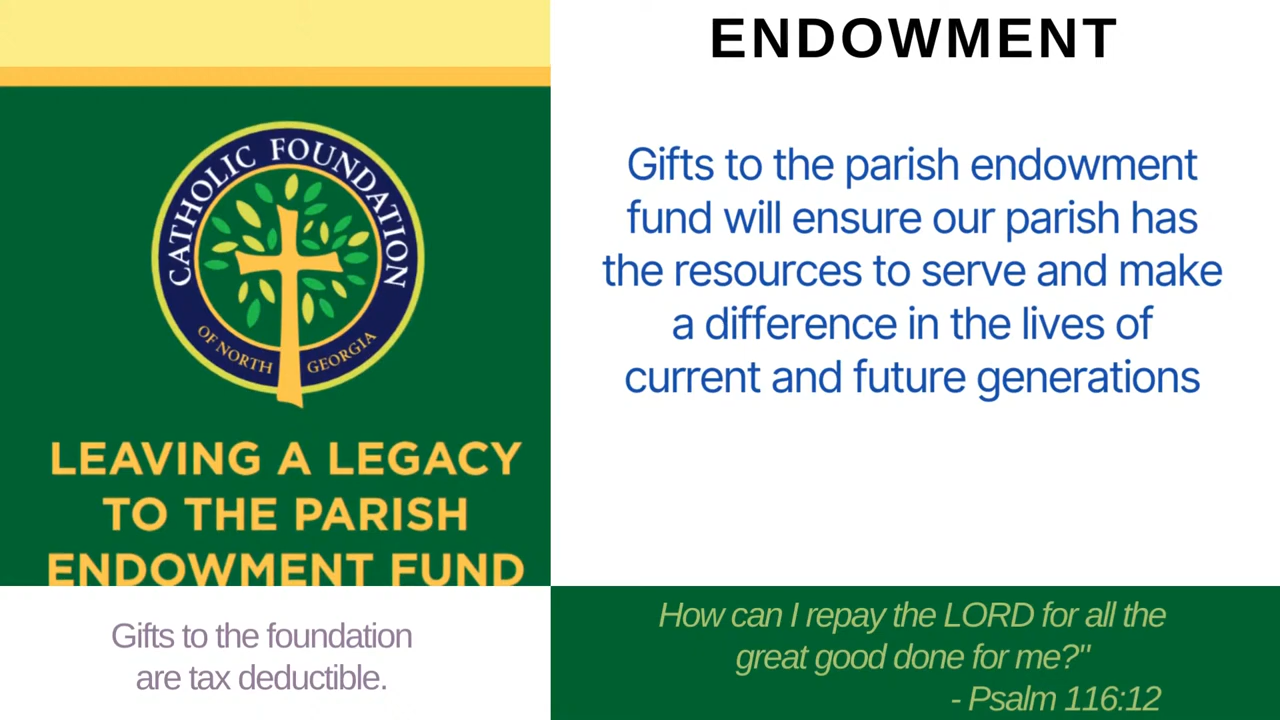 CATHOLIC FOUNDATION
OF NORTH GEORGIA
LEAVING A LEGACY
TO THE PARISH
ENDOWMENT FUND
Gifts to the foundation
are tax deductible.
ENDOWMENT
Gifts to the parish endowment
fund will ensure our parish has
the resources to serve and make
a difference in the lives of
current and future generations
How can I repay the LORD for all the
great good done for me?"
- Psalm 116:12